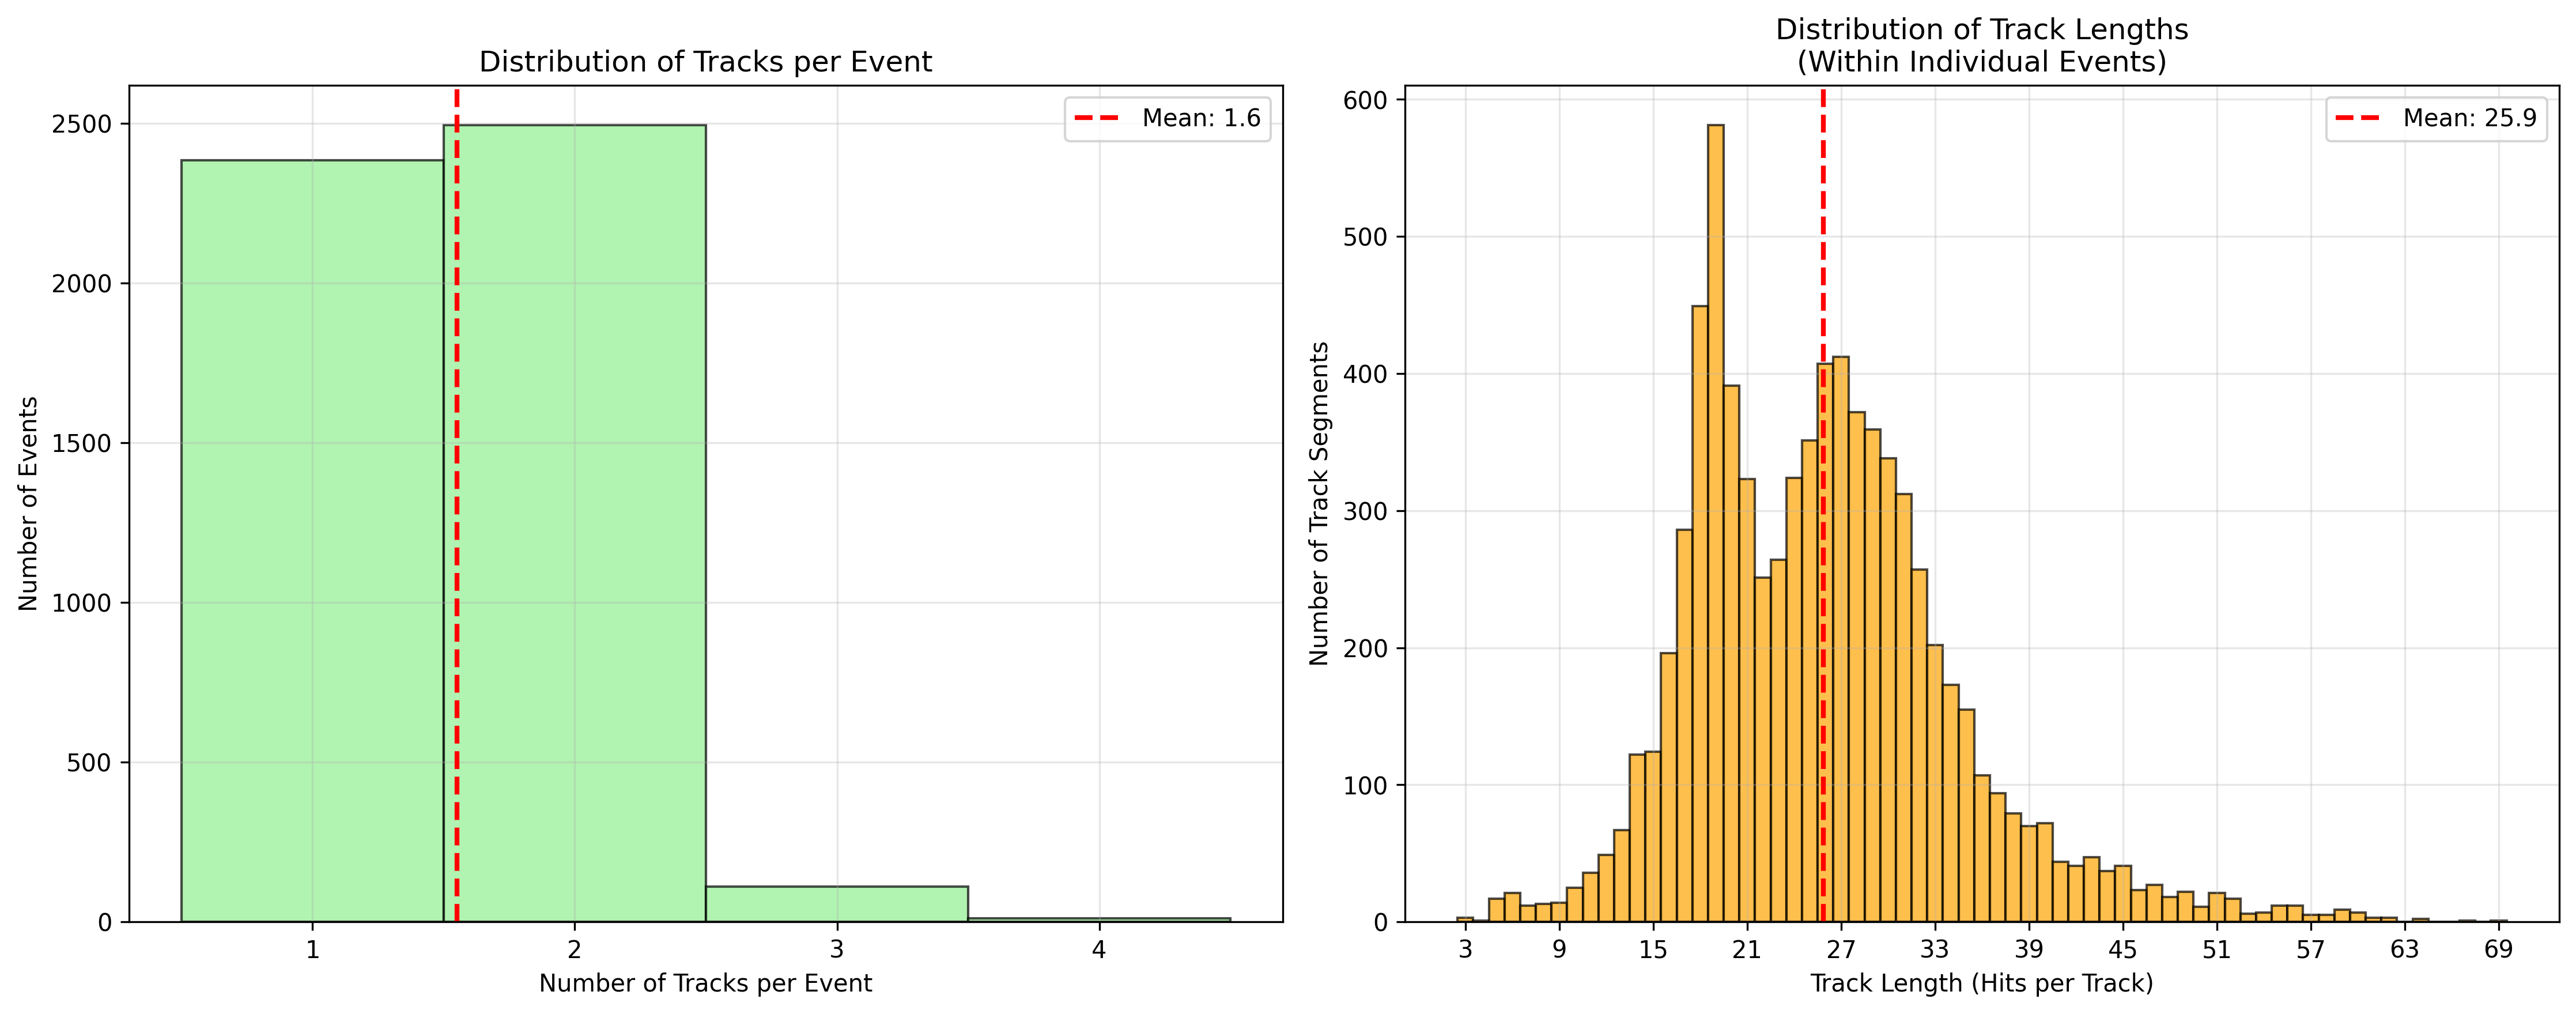 Distribution of Tracks per Event
Number of Events
2500
2000
1500
1000
500
0
1 2 3 4
Number of Tracks per Event
Mean: 1.6
Distribution of Track Lengths
(Within Individual Events)
Number of Track Segments
600
500
400
300
200
100
0
3 9 15 21 27 33 39 45 51 57 63 69
Track Length (Hits per Track)
Mean: 25.9